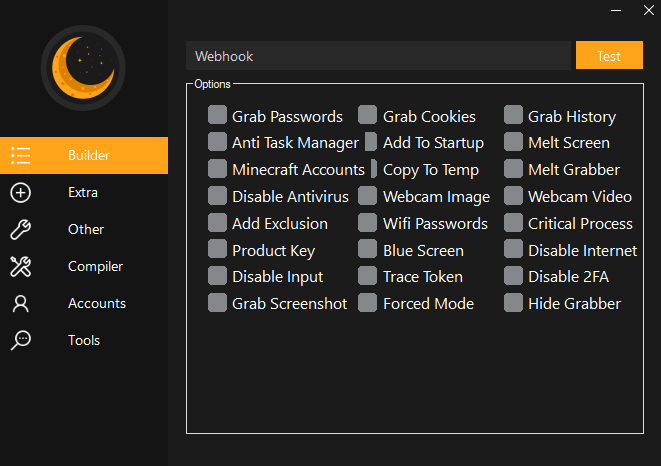 Webhook
Test
Options
Grab Passwords Grab Cookies Grab History
Builder
Anti Task Manager Add To Startup Melt Screen
Minecraft Accounts Copy To Temp Melt Grabber
Extra
Disable Antivirus Webcam Image Webcam Video
Other
Add Exclusion Wifi Passwords Critical Process
Product Key Blue Screen Disable Internet
Compiler
Disable Input Trace Token Disable 2FA
Accounts
Grab Screenshot Forced Mode Hide Grabber
Tools